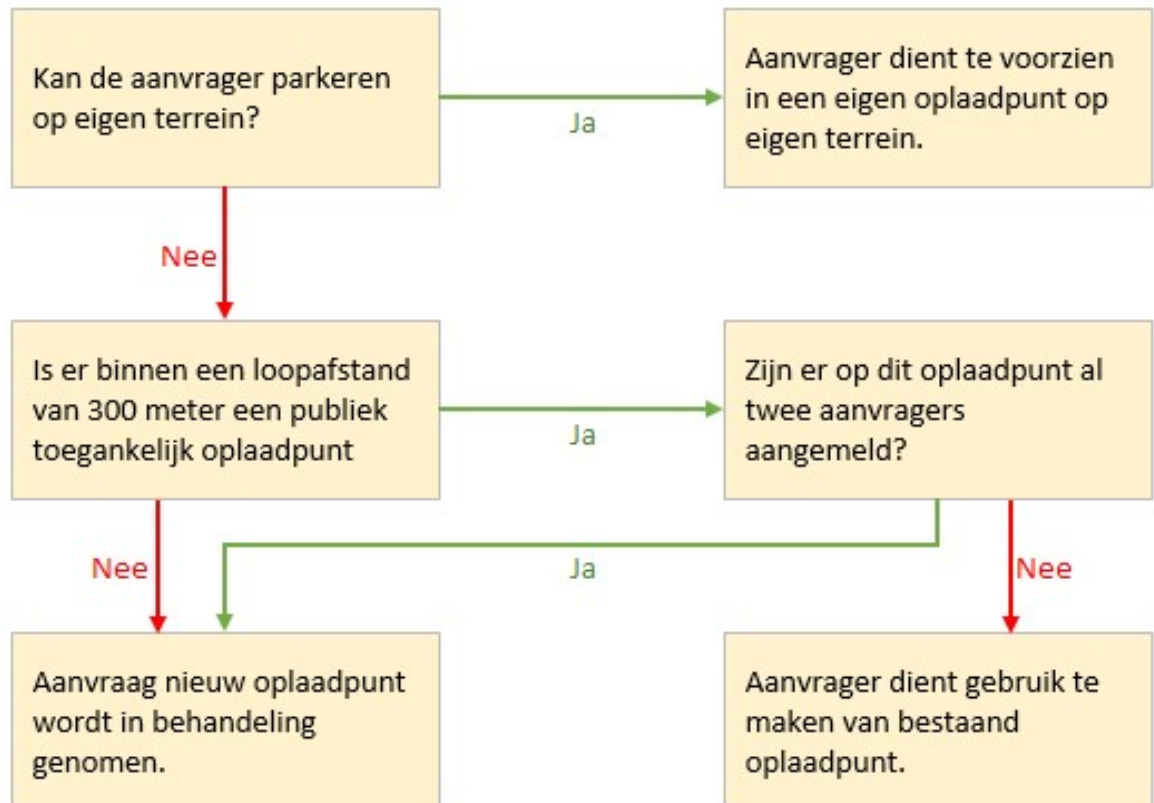 Kan de aanvrager parkeren
op eigen terrein?
Ja
Aanvrager dient te voorzien
in een eigen oplaadpunt op
eigen terrein.
Nee
Is er binnen een loopafstand
van 300 meter een publiek
toegankelijk oplaadpunt
Ja
Zijn er op dit oplaadpunt al
twee aanvragers
aangemeld?
Nee
Ja
Nee
Aanvraag nieuw oplaadpunt
wordt in behandeling
genomen.
Aanvrager dient gebruik te
maken van bestaand
oplaadpunt.